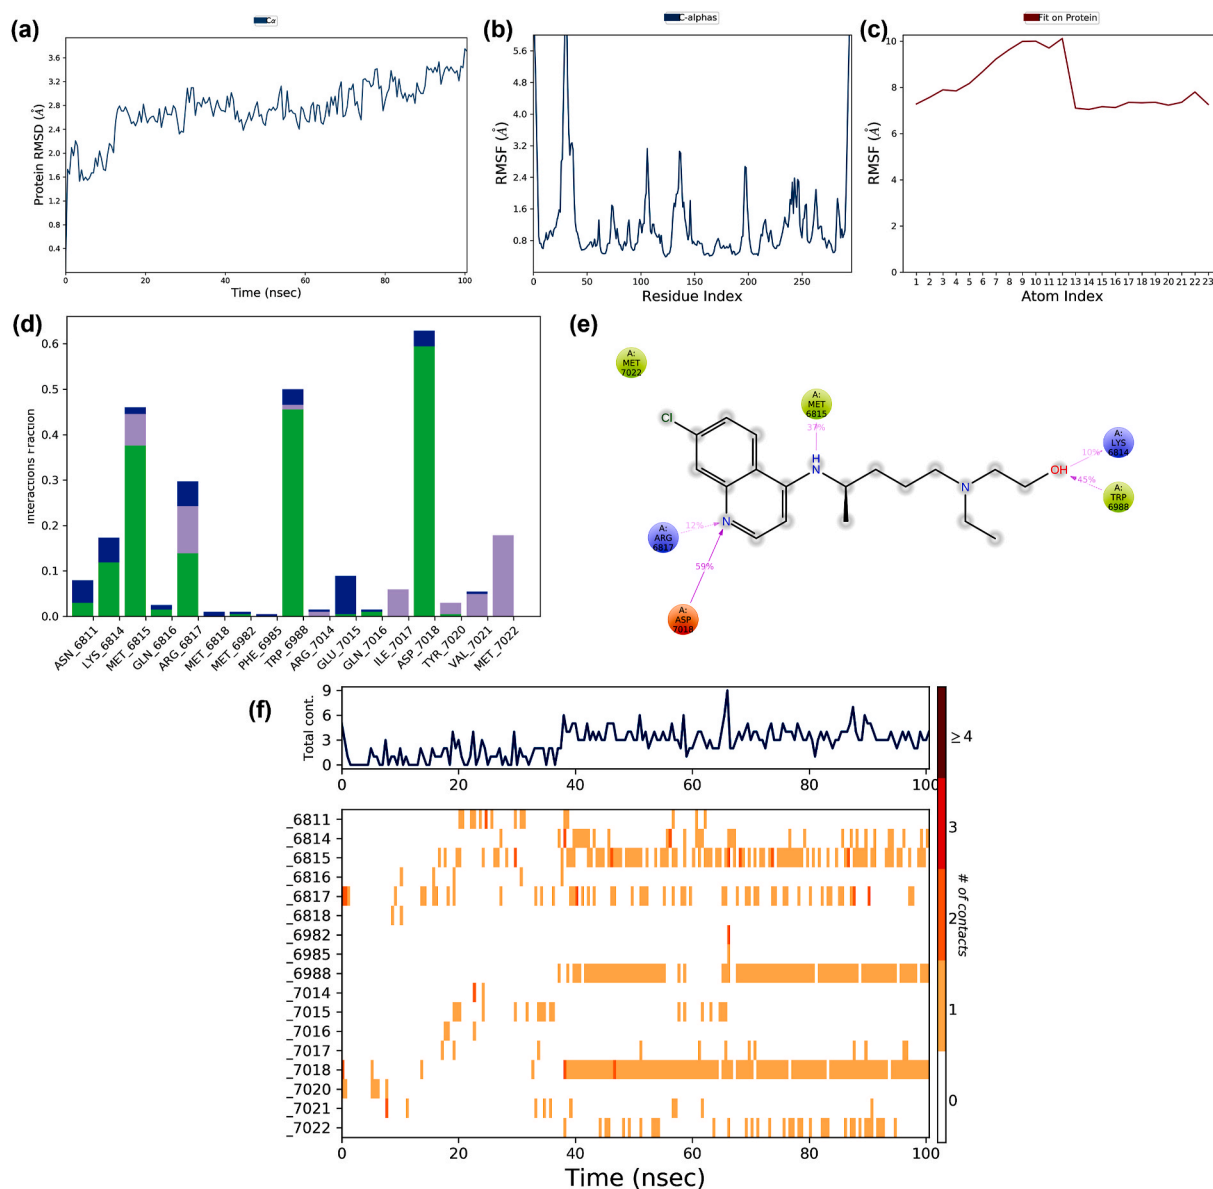 (a)
Cα
Protein RMSD (Å)
3.6
3.2
2.8
2.4
2.0
1.6
1.2
0.8
0.4
0 20 40 60 80 100
Time (nsec)
(b)
C-alphas
RMSF (Å)
5.6
4.8
4.0
3.2
2.4
1.6
0.8
0 50 100 150 200 250
Residue Index
(c)
Fit on Protein
RMSF (Å)
10
8
6
4
2
0
1 2 3 4 5 6 7 8 9 10 11 12 13 14 15 16 17 18 19 20 21 22 23
Atom Index
(d)
Interactions Fraction
0.6
0.5
0.4
0.3
0.2
0.1
0.0
ASN_6811
LYS_6814
MET_6815
GLN_6816
ARG_6817
MET_6818
MET_6982
PHE_6985
TRP_6988
ARG_7014
GLU_7015
GLN_7016
ILE_7017
ASP_7018
TYR_7020
VAL_7021
MET_7022
(e)
A:
MET
7022
A:
MET
6815
37%
Cl
H
N
N
OH
10%
A:
LYS
6814
45%
A:
TRP
6988
N
12%
A:
ARG
6817
59%
A:
ASP
7018
(f)
Total cont.
9
6
3
0
0 20 40 60 80 100
_6811
_6814
_6815
_6816
_6817
_6818
_6982
_6985
_6988
_7014
_7015
_7016
_7017
_7018
_7020
_7021
_7022
0 20 40 60 80 100
Time (nsec)
≥4
3
2
1
0
# of contacts